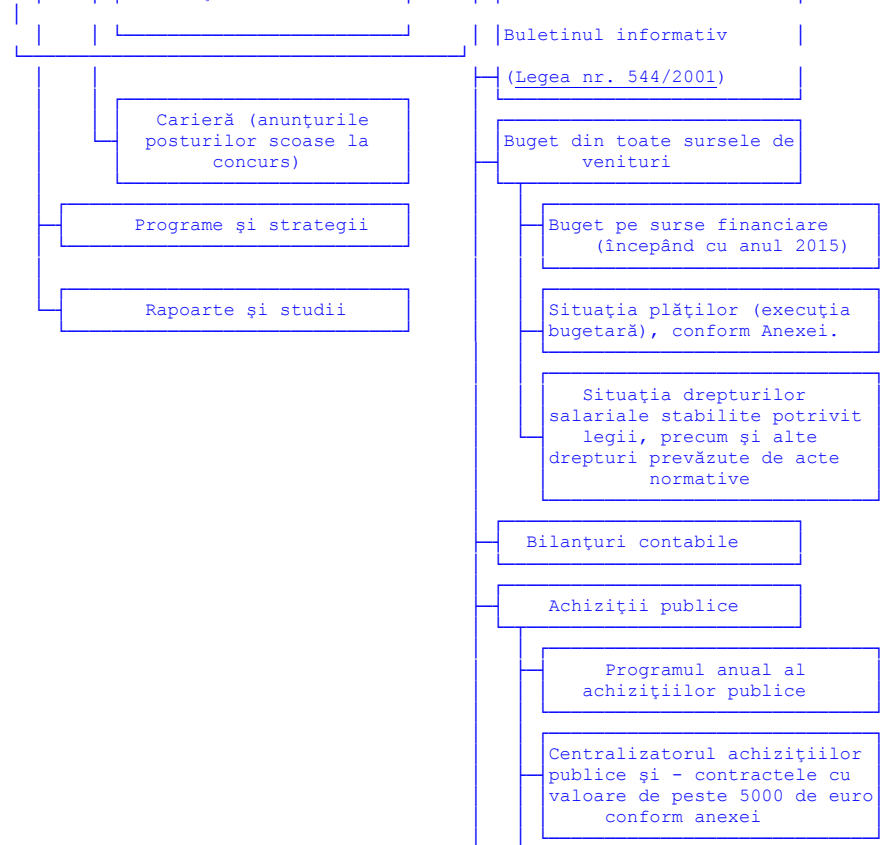 Buletinul informativ
(Legea nr. 544/2001)
Carieră (anunţurile
posturilor scoase la
concurs)
Buget din toate sursele de
venituri
Programe şi strategii
Buget pe surse financiare
(începând cu anul 2015)
Rapoarte şi studii
Situaţia plăţilor (execuţia
bugetară), conform Anexei.
Situaţia drepturilor
salariale stabilite potrivit
legii, precum şi alte
drepturi prevăzute de acte
normative
Bilanţuri contabile
Achiziţii publice
Programul anual al
achiziţiilor publice
Centralizatorul achiziţiilor
publice şi - contractele cu
valoare de peste 5000 de euro
conform anexei